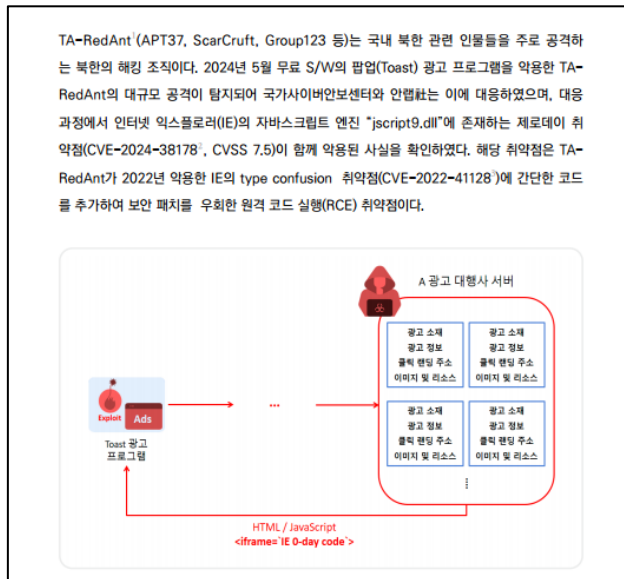 TA-RedAnt¹(APT37, ScarCruft, Group123 등)는 국내 북한 관련 인물들을 주로 공격하
는 북한의 해킹 조직이다. 2024년 5월 무료 S/W의 팝업(Toast) 광고 프로그램을 악용한 TA-
RedAnt의 대규모 공격이 탐지되어 국가사이버안보센터와 안랩社는 이에 대응하였으며, 대응
과정에서 인터넷 익스플로러(IE)의 자바스크립트 엔진 “jscript9.dll”에 존재하는 제로데이 취
약점(CVE-2024-38178², CVSS 7.5)이 함께 악용된 사실을 확인하였다. 해당 취약점은 TA-
RedAnt가 2022년 악용한 IE의 type confusion 취약점(CVE-2022-41128³)에 간단한 코드
를 추가하여 보안 패치를 우회한 원격 코드 실행(RCE) 취약점이다.
A 광고 대행사 서버
광고 소재
광고 정보
클릭 랜딩 주소
이미지 및 리소스
광고 소재
광고 정보
클릭 랜딩 주소
이미지 및 리소스
Exploit
Ads
...
Toast 광고
프로그램
광고 소재
광고 정보
클릭 랜딩 주소
이미지 및 리소스
광고 소재
광고 정보
클릭 랜딩 주소
이미지 및 리소스
⋮
HTML / JavaScript
<iframe=`IE 0-day code`>